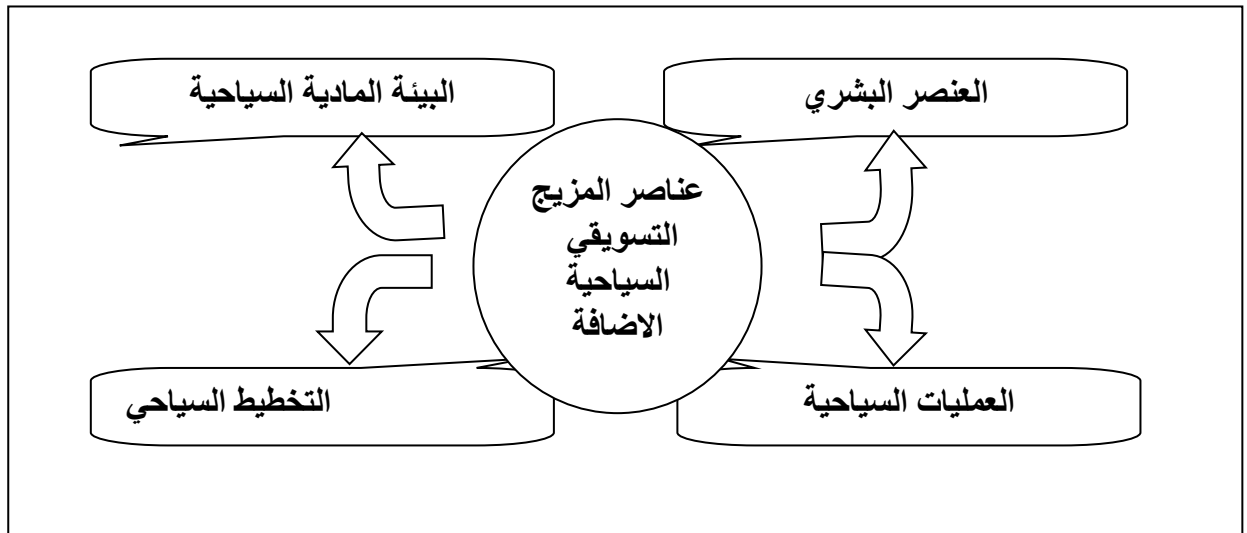 العنصر البشري
البيئة المادية السياحية
عناصر المزيج
التسويقي
السياحية
الاضافة
العمليات السياحية
التخطيط السياحي